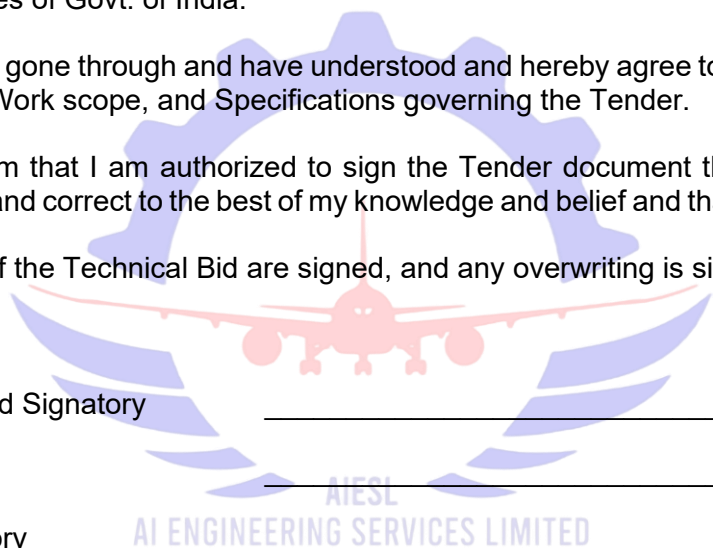 es of Govt. of India.
gone through and have understood and hereby agree to
Work scope, and Specifications governing the Tender.
m that I am authorized to sign the Tender document th
and correct to the best of my knowledge and belief and tha
f the Technical Bid are signed, and any overwriting is si
d Signatory
AIESL
AI ENGINEERING SERVICES LIMITED
ory